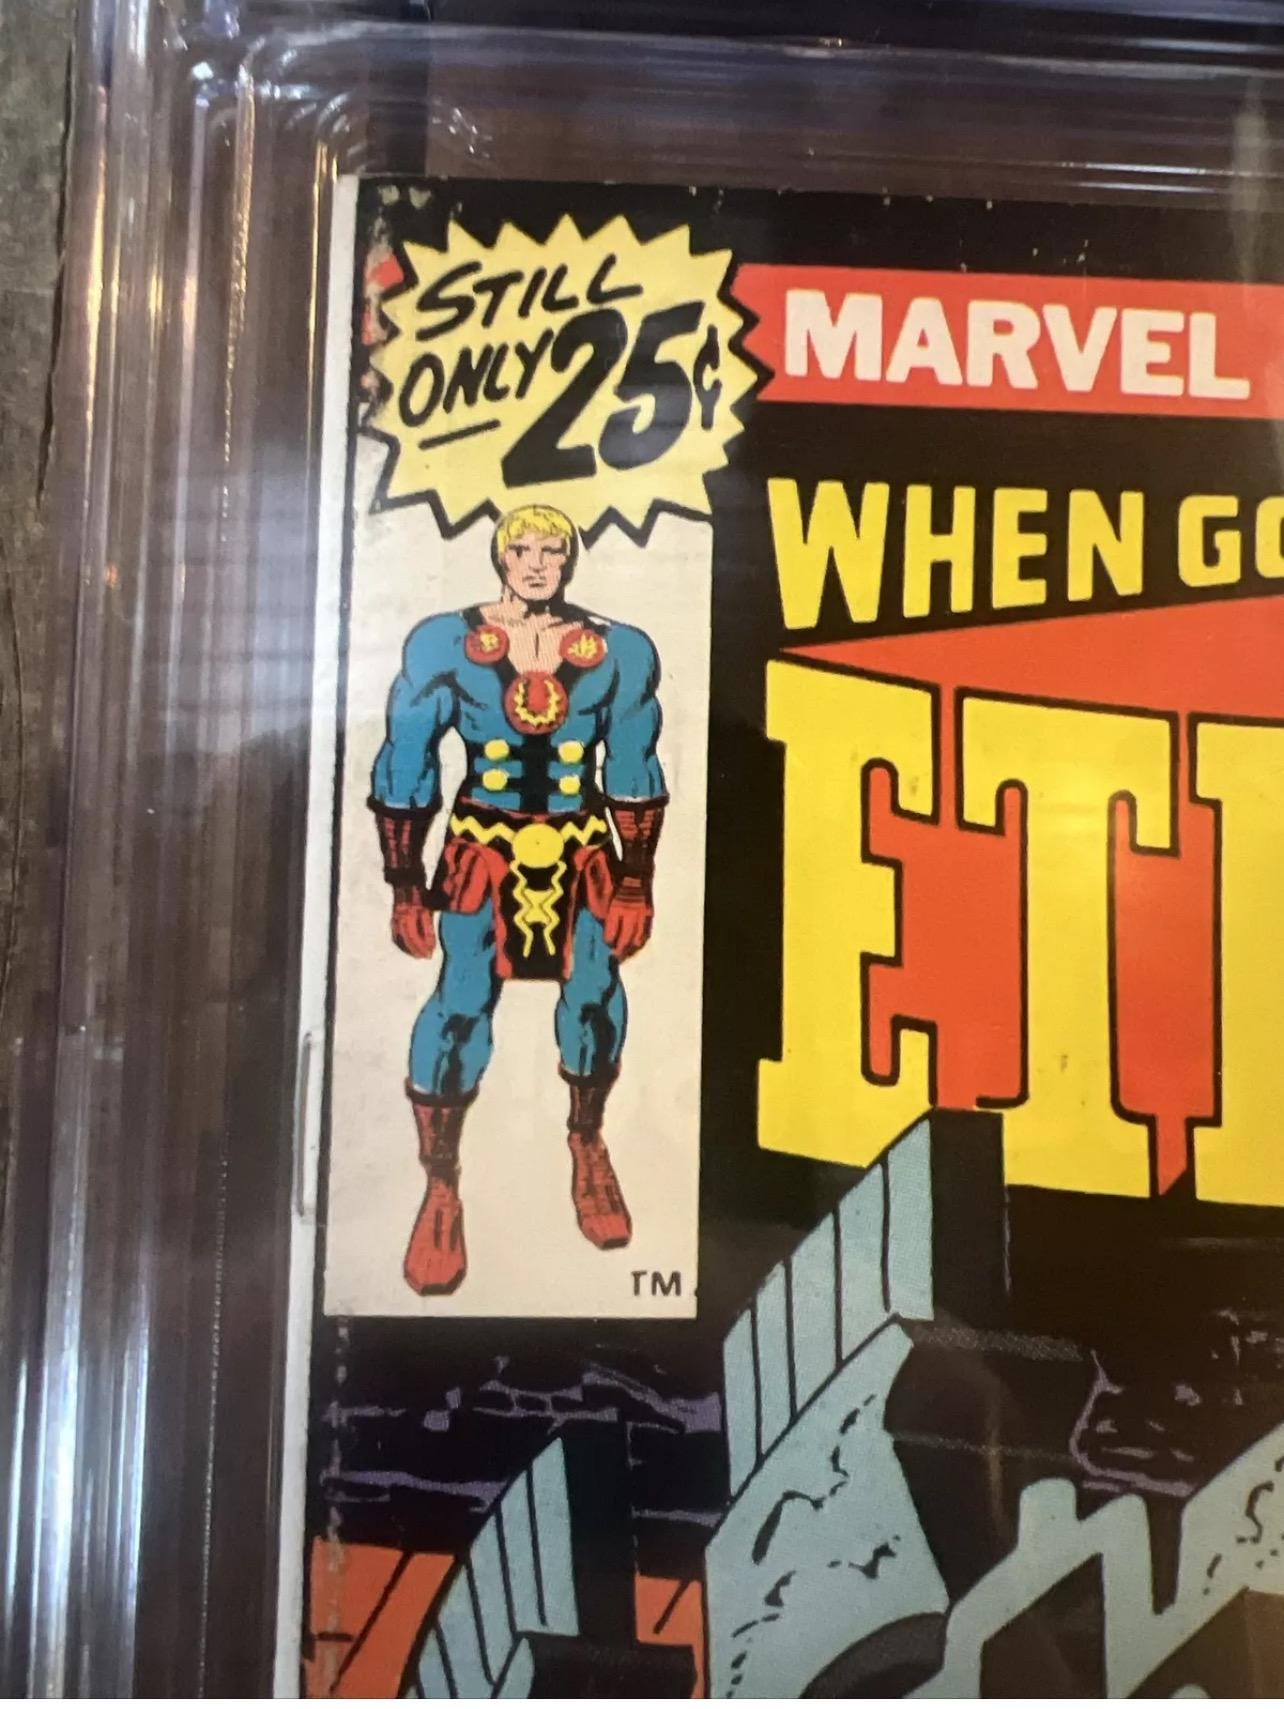 STILL
ONLY 25¢
MARVEL
WHEN GO
ET
TM